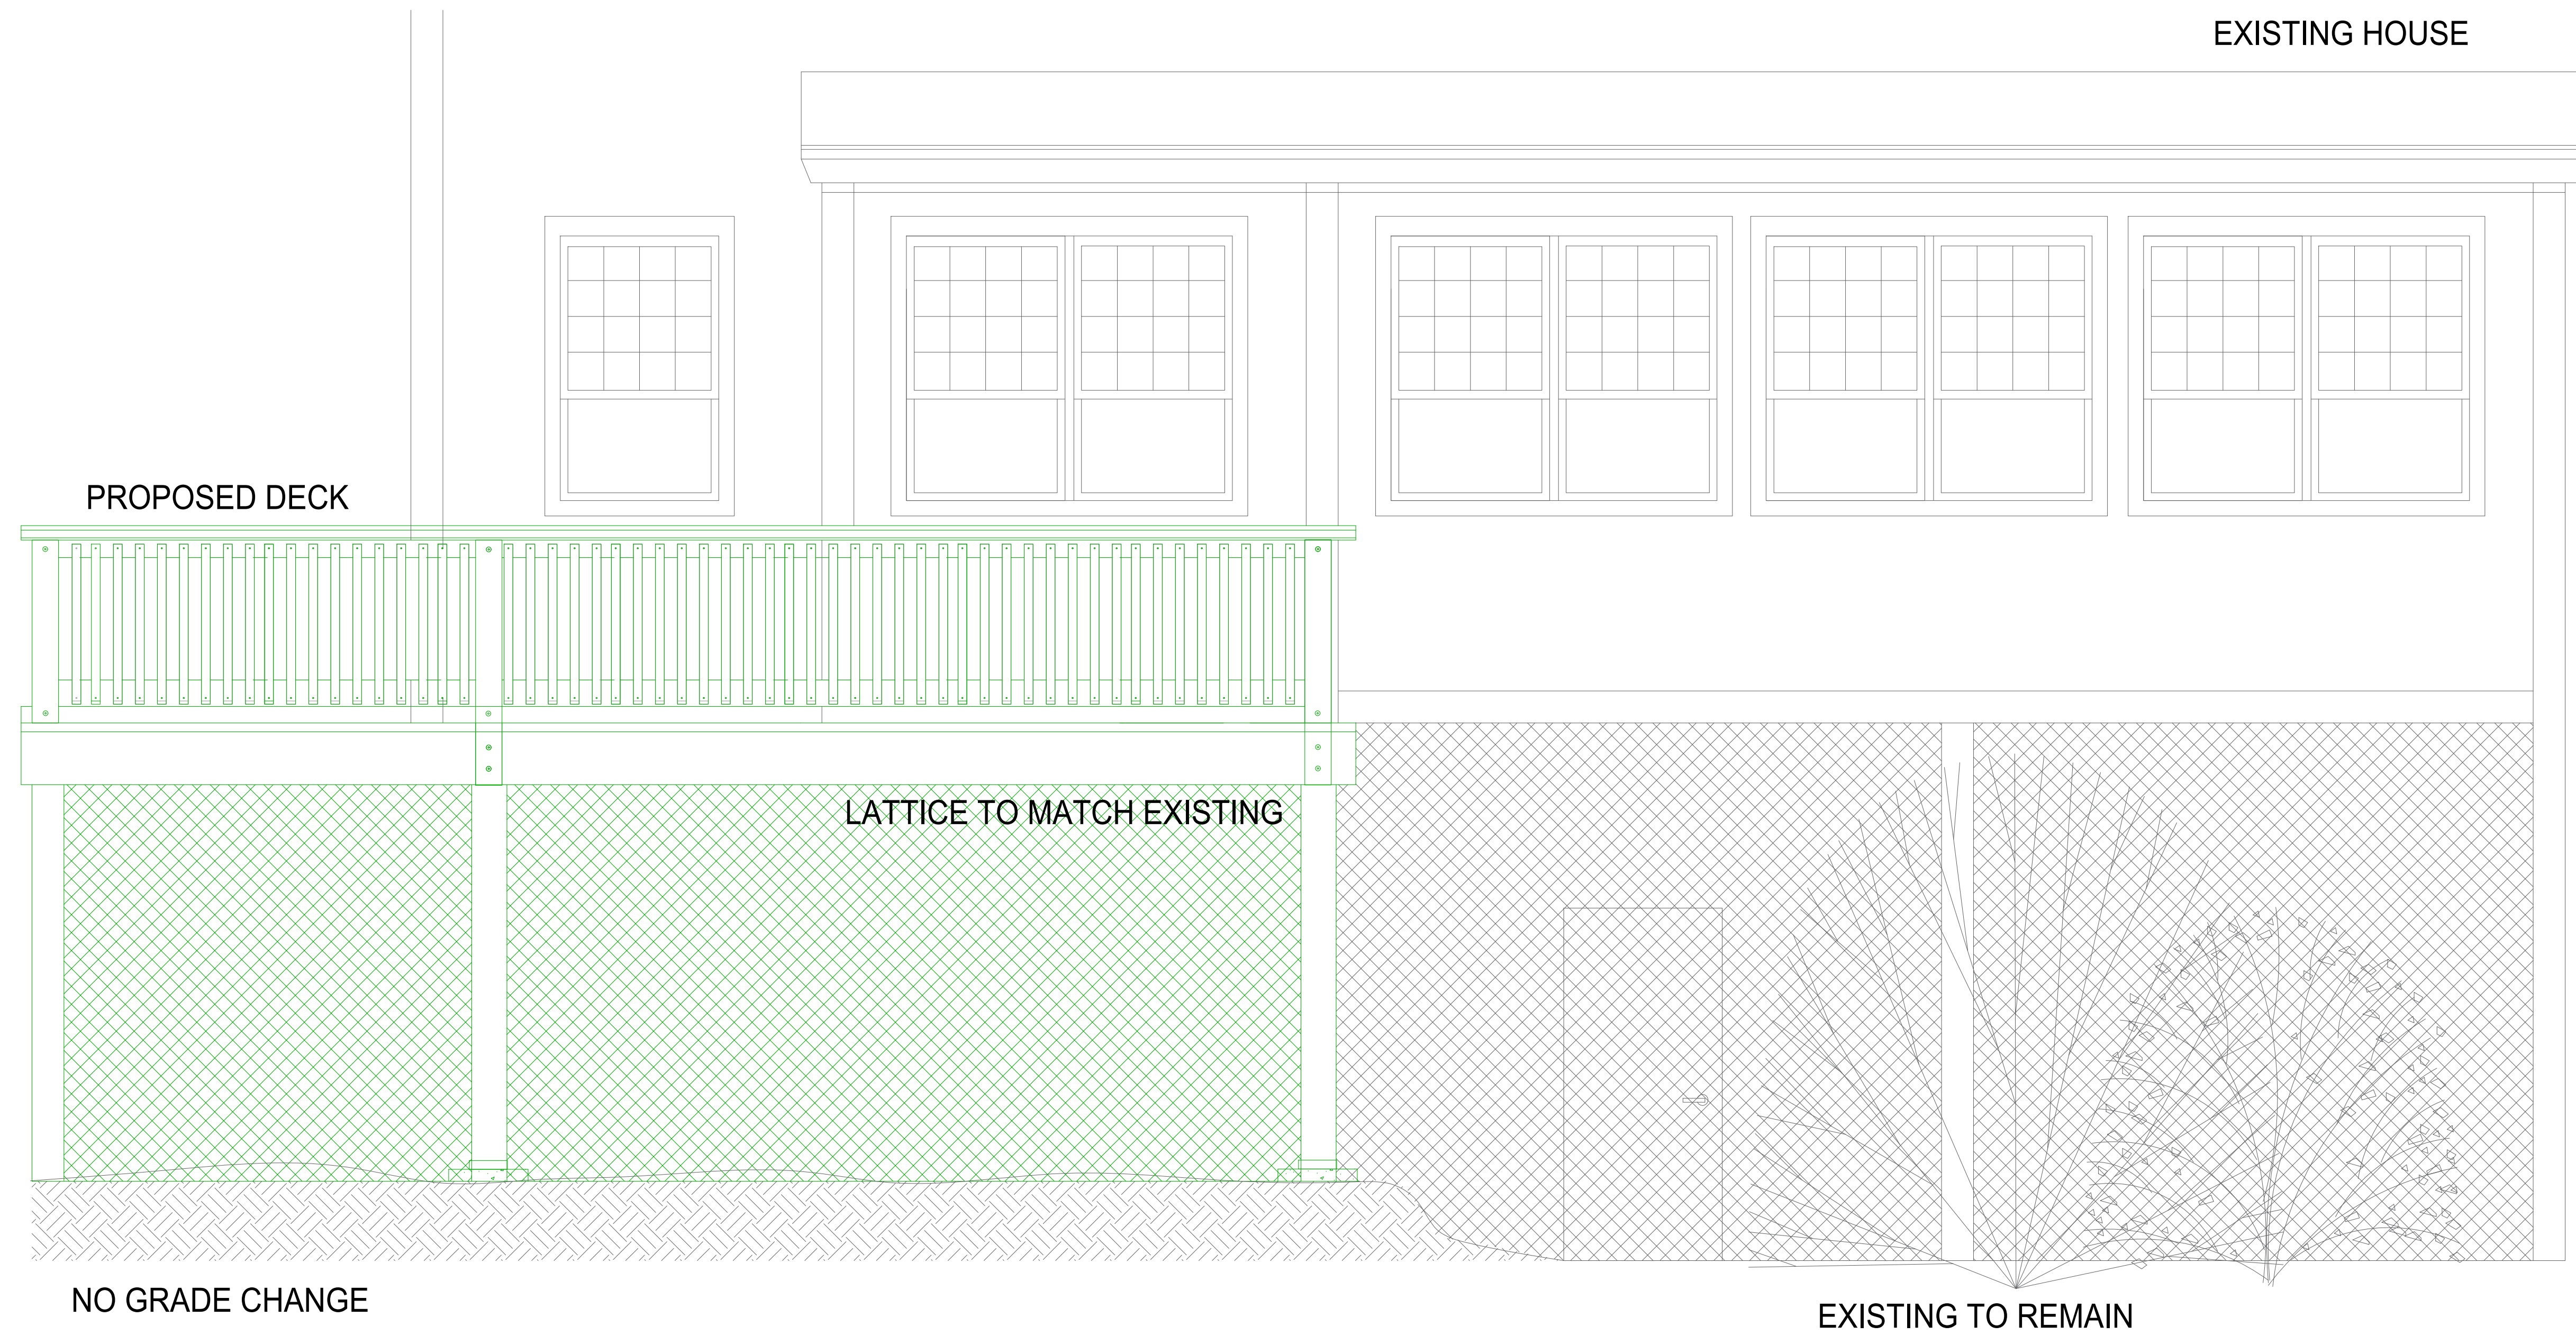 EXISTING HOUSE
PROPOSED DECK
LATTICE TO MATCH EXISTING
NO GRADE CHANGE
EXISTING TO REMAIN